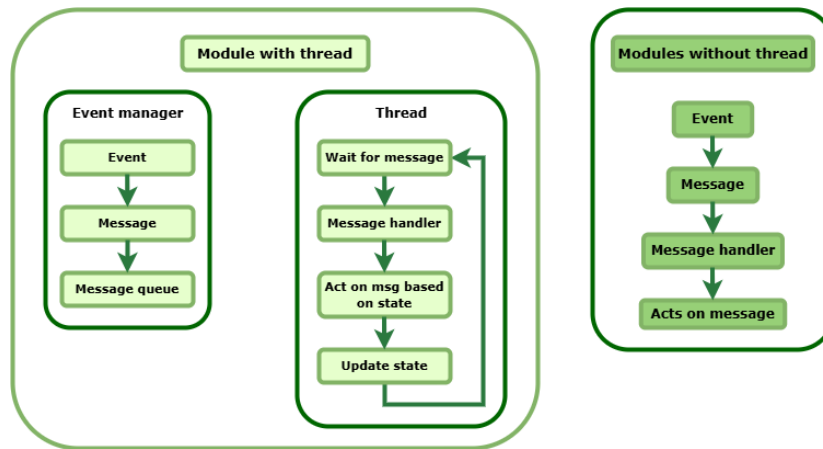 Module with thread
Event manager
Event
Message
Message queue
Thread
Wait for message
Message handler
Act on msg based
on state
Update state
Modules without thread
Event
Message
Message handler
Acts on message